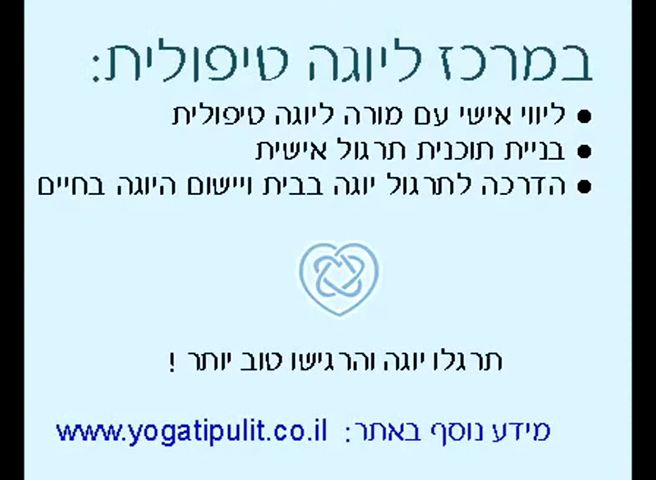 במרכז ליוגה טיפולית:
● ליווי אישי עם מורה ליוגה טיפולית
● בניית תוכנית תרגול אישית
● הדרכה לתרגול יוגה בבית ויישום היוגה בחיים
תרגלו יוגה והרגישו טוב יותר !
מידע נוסף באתר: www.yogatipulit.co.il